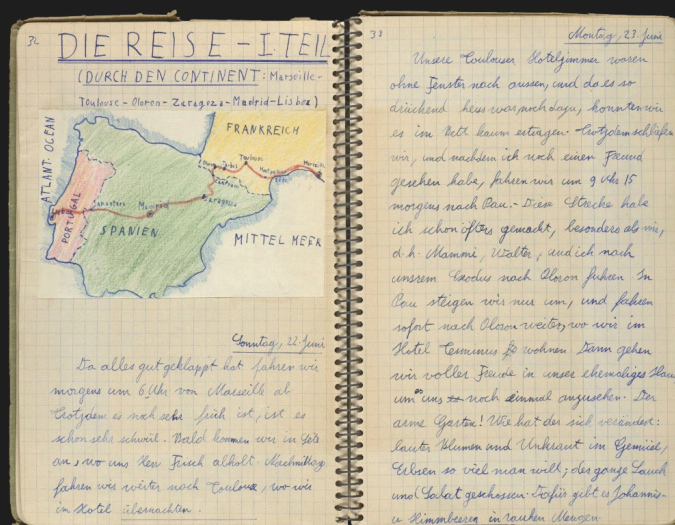 32
DIE REISE – I. TEIL
(DURCH DEN CONTINENT: Marseille-
Toulouse - Oloron - Zaragoza - Madrid - Lisboa)
ATLANT. OCEAN
FRANKREICH
Toulouse
Tarbes
Marseille
Zaragoza
Madrid
PORTUGAL
SPANIEN
MITTELMEER
Sonntag, 22. Juni
Da alles gut geklappt hat fahren wir
morgens um 6 Uhr von Marseille ab
Trotzdem es noch sehr früh ist, ist es
schon sehr schwül. Bald kommen wir in Sète
an, wo uns Herr Frisch abholt. Nachmittags
fahren wir weiter nach Toulouse, wo wir
im Hotel übernachten.
33
Montag, 23. Juni
Unsere Toulouser Hotelzimmer waren
ohne Fenster nach aussen, und da es so
drückend heiss war, noch dazu, konnten wir
es im Bett kaum ertragen. Trotzdem schliefen
wir, und nachdem ich noch einen Freund
gesehen habe, fahren wir um 9 Uhr 15
morgens nach Pau. - Diese Strecke habe
ich schon öfters gemacht, besonders als wir,
d.h. Mammi, Walter, und ich nach
unsrem Exodus nach Oloron fuhren. In
Pau steigen wir nur um, und fahren
sofort nach Oloron weiter, wo wir im
Hotel Terminus wohnen. Dann gehen
wir voller Freude in unser ehemaliges Haus
um es uns noch einmal anzusehen. Der
arme Garten! Wie hat der sich verändert:
lauter Blumen und Unkraut im Gemüse,
Erbsen so viel man will; der ganze Lauch
und Salat geschossen. Dafür gibt es Johannis-
u. Himmbeeren in rauhen Mengen.